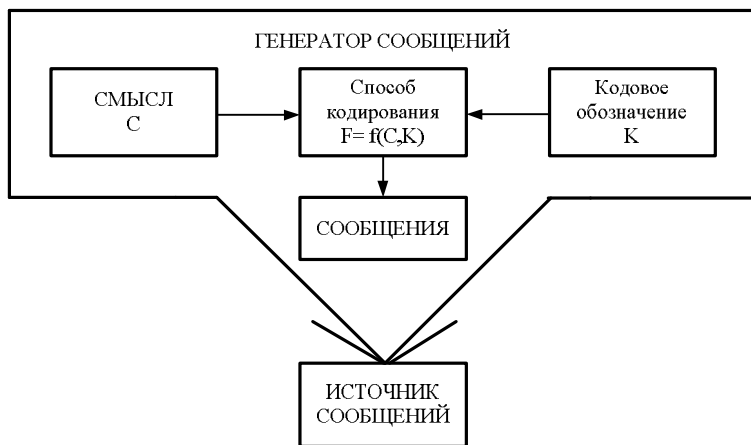 ГЕНЕРАТОР СООБЩЕНИЙ
СМЫСЛ
С
Способ
кодирования
F= f(C,K)
Кодовое
обозначение
К
СООБЩЕНИЯ
ИСТОЧНИК
СООБЩЕНИЙ